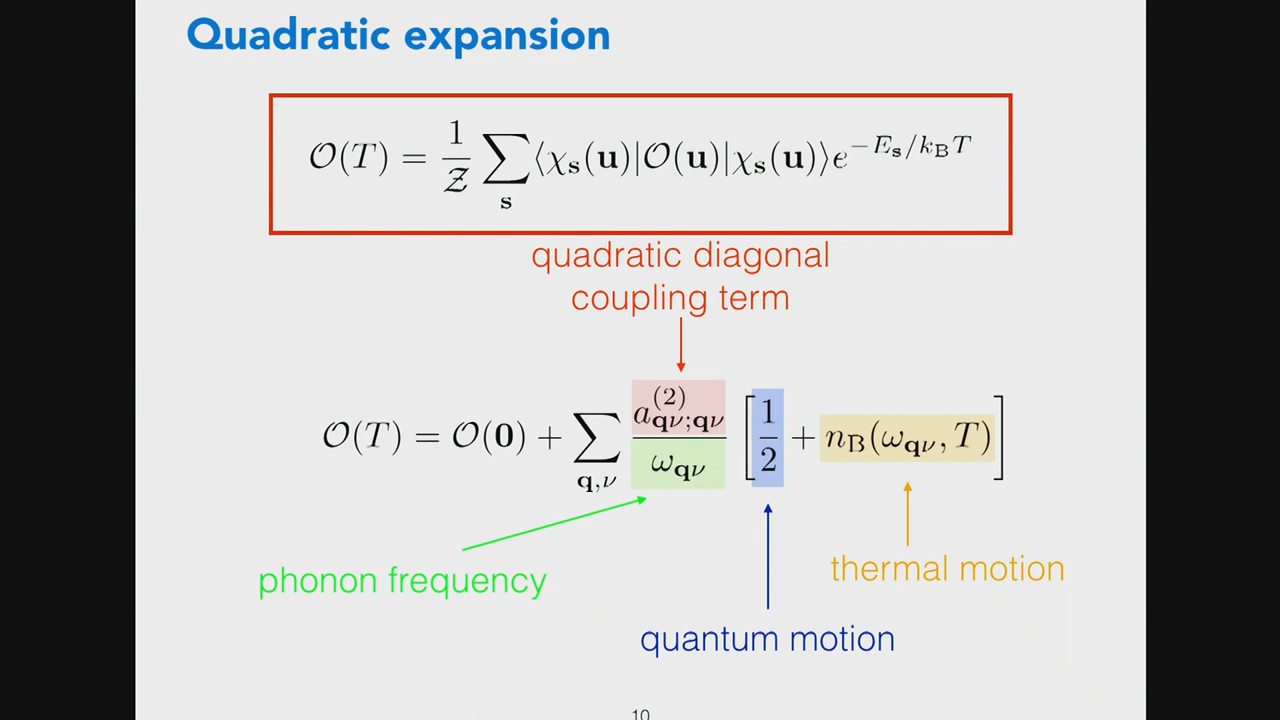 Quadratic expansion
𝒪(T) = 1/𝒵 ∑_s ⟨χ_s(u)|𝒪(u)|χ_s(u)⟩e^{−E_s/k_BT}
quadratic diagonal
coupling term
𝒪(T) = 𝒪(0) + ∑_{q,ν} a^{(2)}_{qν;qν}/ω_{qν} [1/2 + n_B(ω_{qν}, T)]
phonon frequency
thermal motion
quantum motion
10